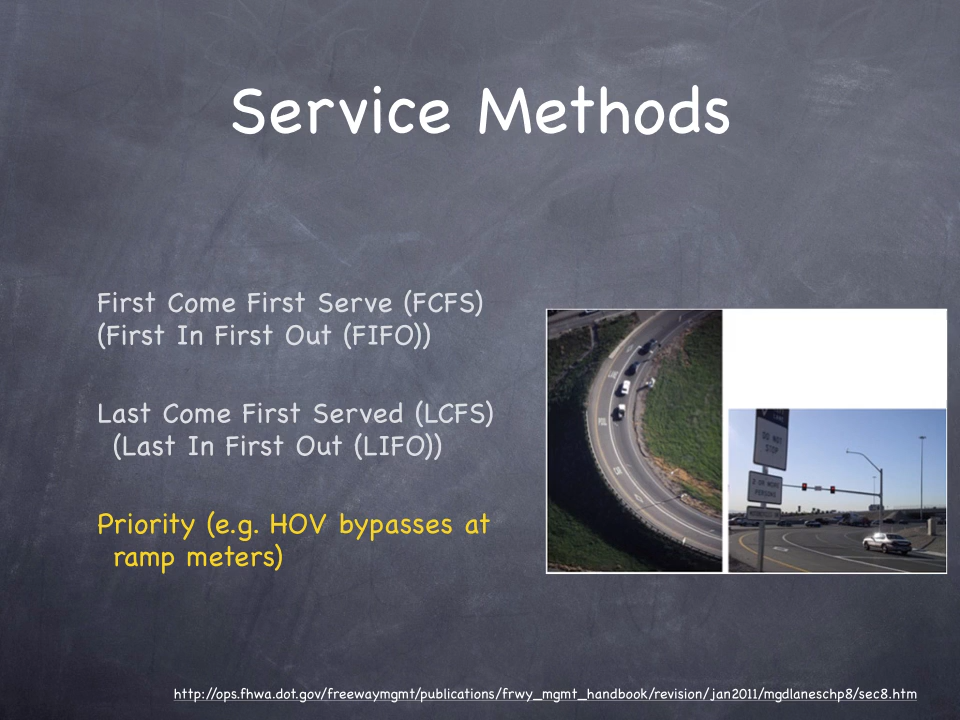 Service Methods
First Come First Serve (FCFS)
(First In First Out (FIFO))
Last Come First Served (LCFS)
(Last In First Out (LIFO))
Priority (e.g. HOV bypasses at
ramp meters)
DO NOT
STOP
2 OR MORE
PERSONS
http://ops.fhwa.dot.gov/freewaymgmt/publications/frwy_mgmt_handbook/revision/jan2011/mgdlaneschp8/sec8.htm